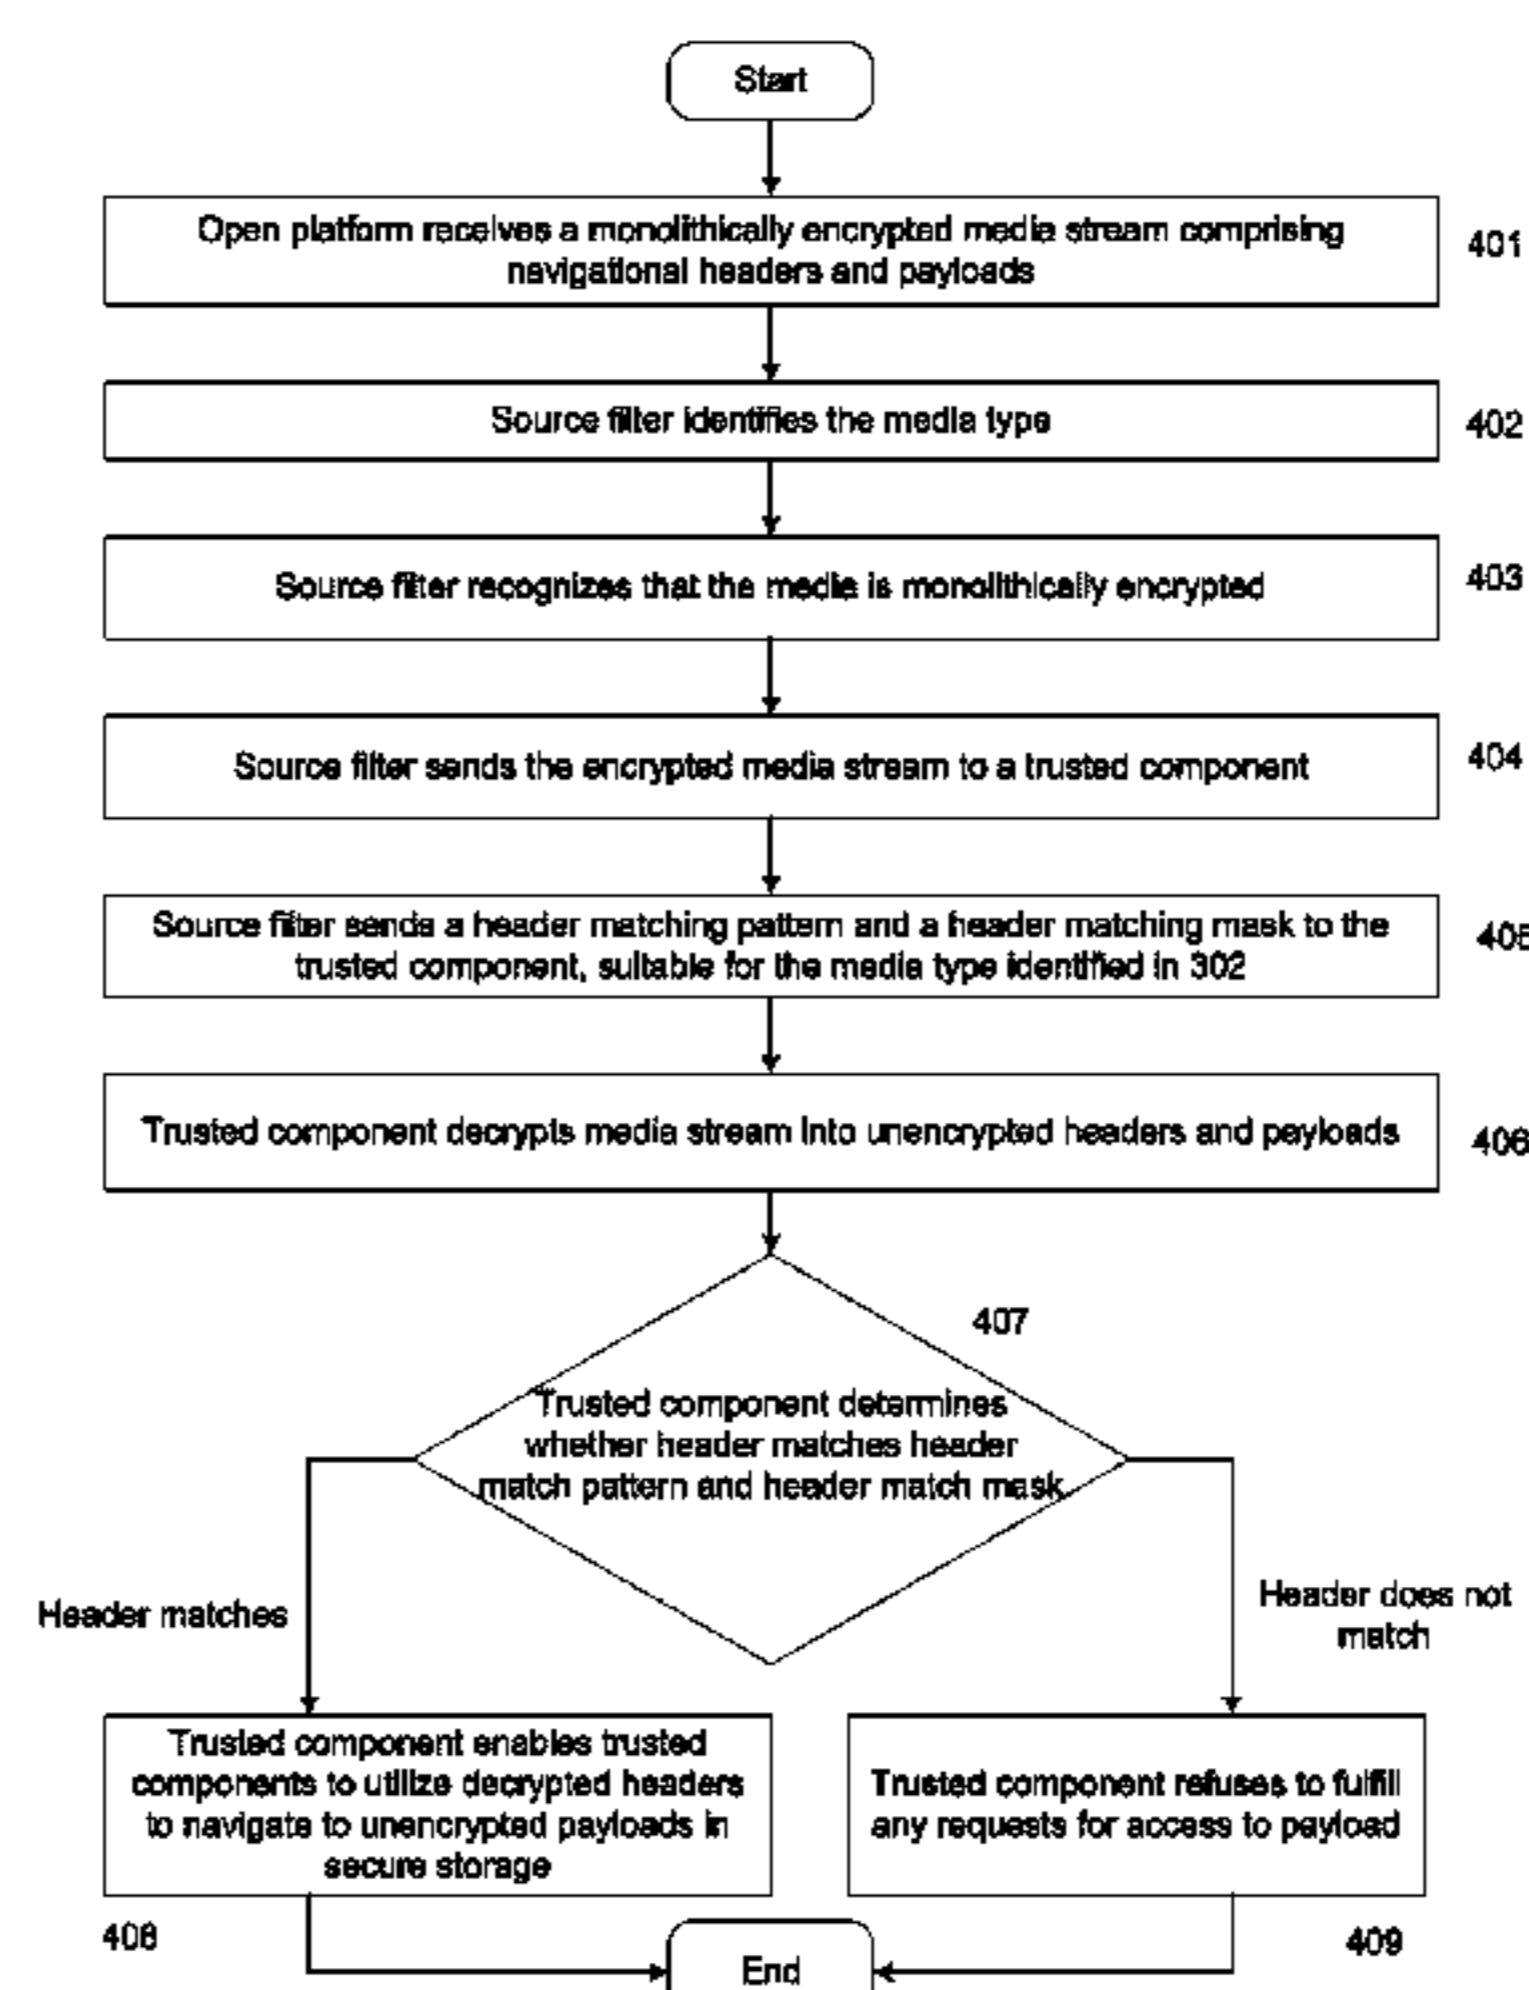 Start
Open platform receives a monolithically encrypted media stream comprising
navigational headers and payloads
401
Source filter identifies the media type
402
Source filter recognizes that the media is monolithically encrypted
403
Source filter sends the encrypted media stream to a trusted component
404
Source filter sends a header matching pattern and a header matching mask to the
trusted component, suitable for the media type identified in 302
405
Trusted component decrypts media stream into unencrypted headers and payloads
406
407
Trusted component determines
whether header matches header
match pattern and header match mask
Header matches
Header does not
match
Trusted component enables trusted
components to utilize decrypted headers
to navigate to unencrypted payloads in
secure storage
Trusted component refuses to fulfill
any requests for access to payload
408
409
End